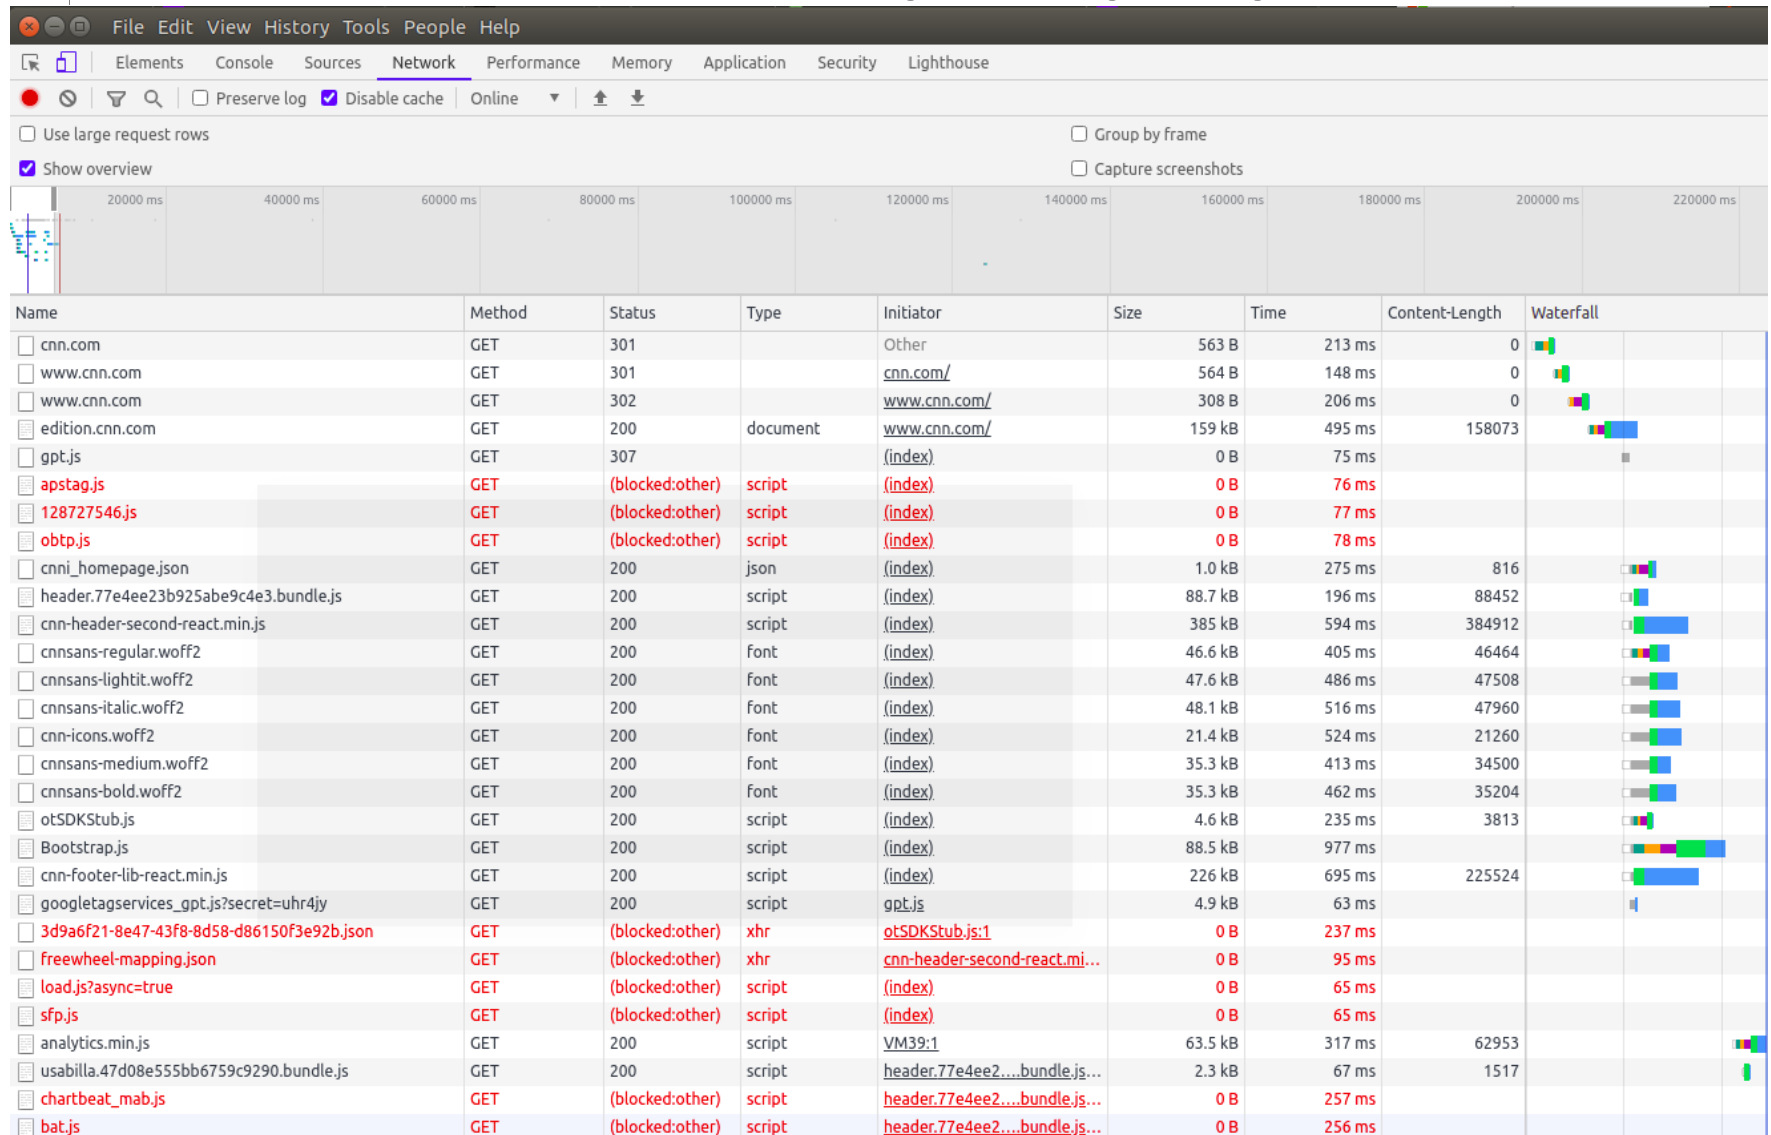 File Edit View History Tools People Help
Elements Console Sources Network Performance Memory Application Security Lighthouse
Preserve log Disable cache Online
Use large request rows Group by frame
Show overview Capture screenshots
20000 ms 40000 ms 60000 ms 80000 ms 100000 ms 120000 ms 140000 ms 160000 ms 180000 ms 200000 ms 220000 ms
Name Method Status Type Initiator Size Time Content-Length Waterfall
cnn.com GET 301 Other 563 B 213 ms 0
www.cnn.com GET 301 cnn.com/ 564 B 148 ms 0
www.cnn.com GET 302 www.cnn.com/ 308 B 206 ms 0
edition.cnn.com GET 200 document www.cnn.com/ 159 kB 495 ms 158073
gpt.js GET 307 (index) 0 B 75 ms
apstag.js GET (blocked:other) script (index) 0 B 76 ms
128727546.js GET (blocked:other) script (index) 0 B 77 ms
obtp.js GET (blocked:other) script (index) 0 B 78 ms
cnni_homepage.json GET 200 json (index) 1.0 kB 275 ms 816
header.77e4ee23b925abe9c4e3.bundle.js GET 200 script (index) 88.7 kB 196 ms 88452
cnn-header-second-react.min.js GET 200 script (index) 385 kB 594 ms 384912
cnnsans-regular.woff2 GET 200 font (index) 46.6 kB 405 ms 46464
cnnsans-lightit.woff2 GET 200 font (index) 47.6 kB 486 ms 47508
cnnsans-italic.woff2 GET 200 font (index) 48.1 kB 516 ms 47960
cnn-icons.woff2 GET 200 font (index) 21.4 kB 524 ms 21260
cnnsans-medium.woff2 GET 200 font (index) 35.3 kB 413 ms 34500
cnnsans-bold.woff2 GET 200 font (index) 35.3 kB 462 ms 35204
otSDKStub.js GET 200 script (index) 4.6 kB 235 ms 3813
Bootstrap.js GET 200 script (index) 88.5 kB 977 ms
cnn-footer-lib-react.min.js GET 200 script (index) 226 kB 695 ms 225524
googletagservices_gpt.js?secret=uhr4jy GET 200 script gpt.js 4.9 kB 63 ms
3d9a6f21-8e47-43f8-8d58-d86150f3e92b.json GET (blocked:other) xhr otSDKStub.js:1 0 B 237 ms
freewheel-mapping.json GET (blocked:other) xhr cnn-header-second-react.mi... 0 B 95 ms
load.js?async=true GET (blocked:other) script (index) 0 B 65 ms
sfp.js GET (blocked:other) script (index) 0 B 65 ms
analytics.min.js GET 200 script VM39:1 63.5 kB 317 ms 62953
usabilla.47d08e555bb6759c9290.bundle.js GET 200 script header.77e4ee2....bundle.js... 2.3 kB 67 ms 1517
chartbeat_mab.js GET (blocked:other) script header.77e4ee2....bundle.js... 0 B 257 ms
bat.js GET (blocked:other) script header.77e4ee2....bundle.js... 0 B 256 ms